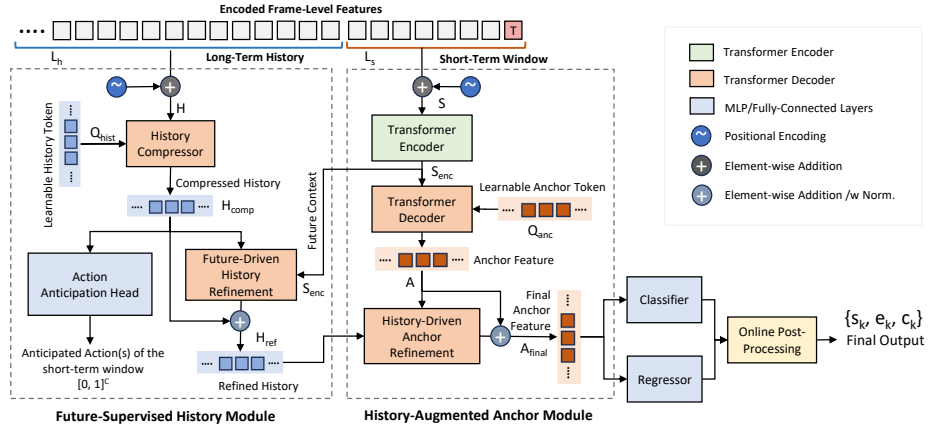 Encoded Frame-Level Features
T
L_h
Long-Term History
L_s
Short-Term Window
H
S
Learnable History Token
Q_hist
History
Compressor
Compressed History
H_comp
Action
Anticipation Head
Future-Driven
History
Refinement
Future Context
S_enc
H_ref
Refined History
Anticipated Action(s) of the
short-term window
[0, 1]^C
Future-Supervised History Module
Transformer
Encoder
S_enc
Transformer
Decoder
Learnable Anchor Token
Q_anc
Anchor Feature
A
History-Driven
Anchor
Refinement
Final
Anchor
Feature
A_final
History-Augmented Anchor Module
Classifier
Regressor
Online Post-
Processing
{s_k, e_k, c_k}
Final Output
Transformer Encoder
Transformer Decoder
MLP/Fully-Connected Layers
Positional Encoding
Element-wise Addition
Element-wise Addition /w Norm.